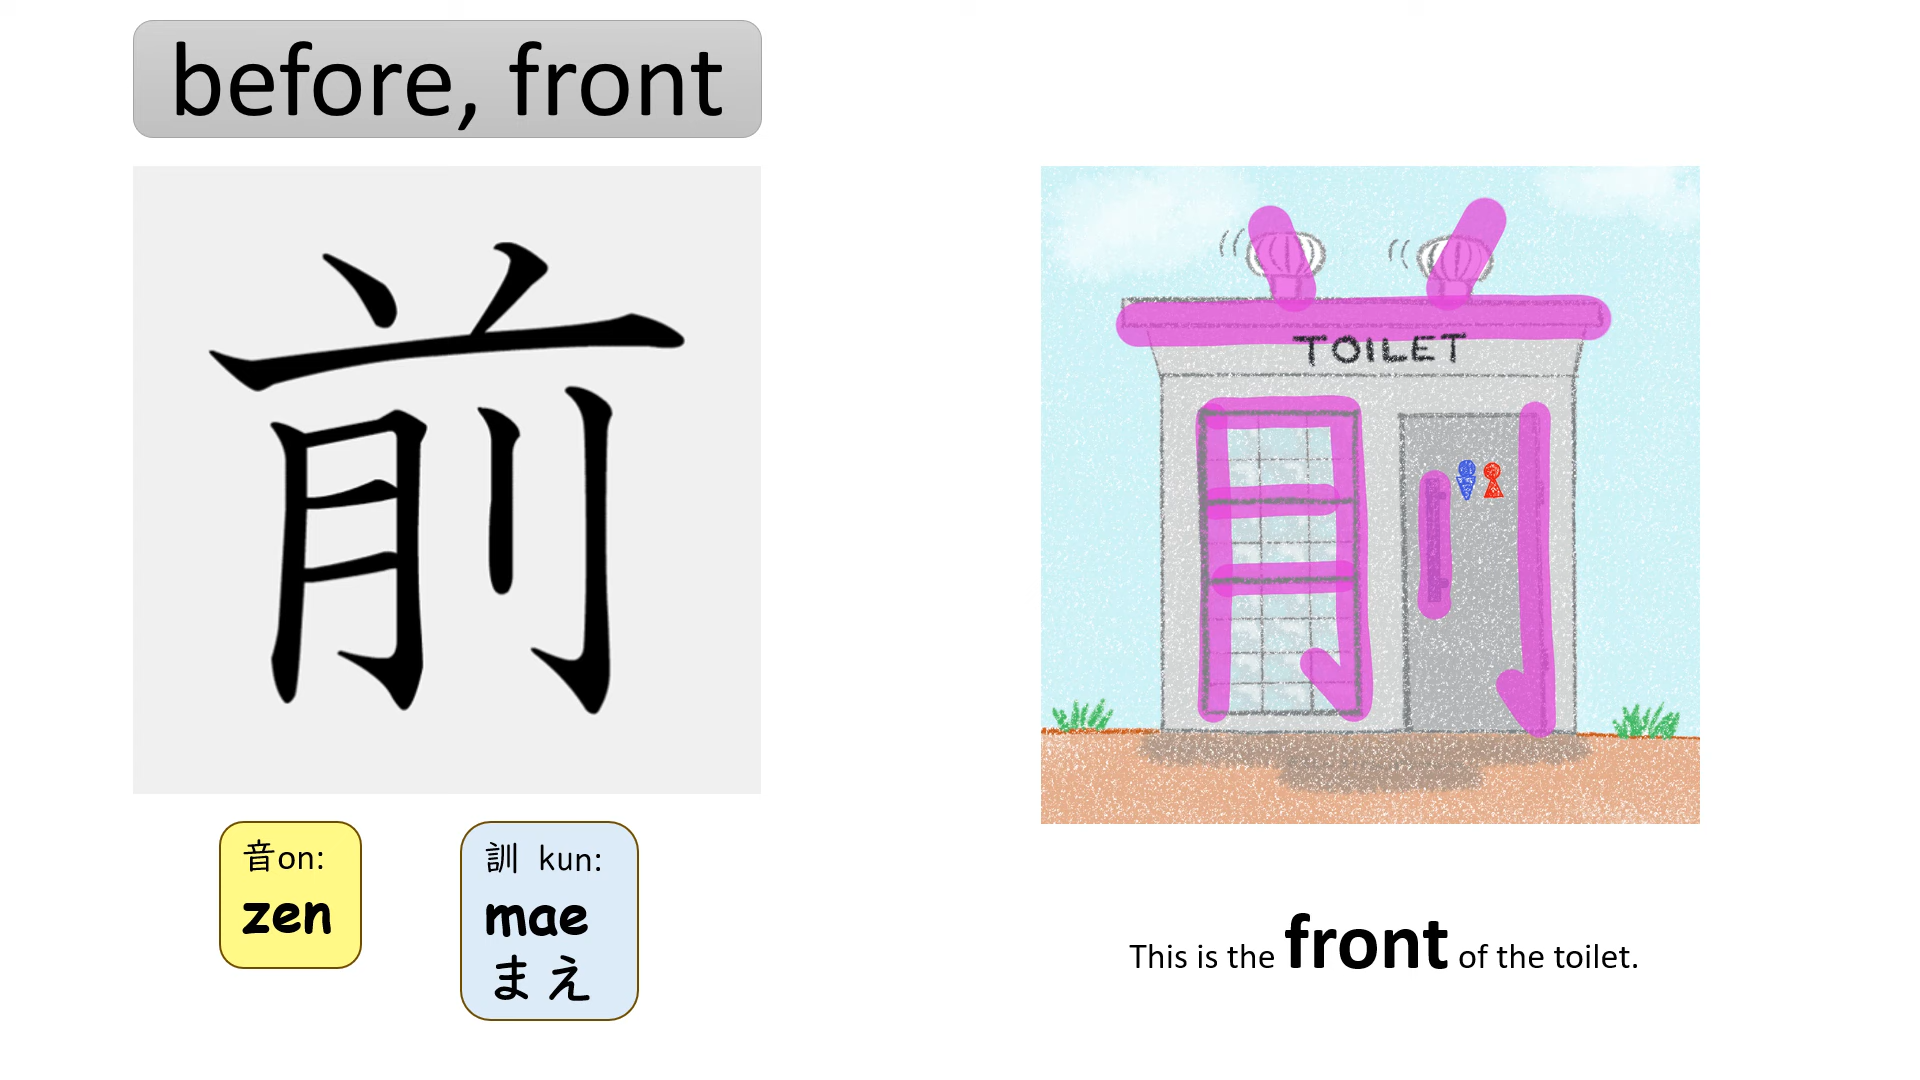 before, front
前
音on:
zen
訓 kun:
mae
まえ
TOILET
This is the front of the toilet.